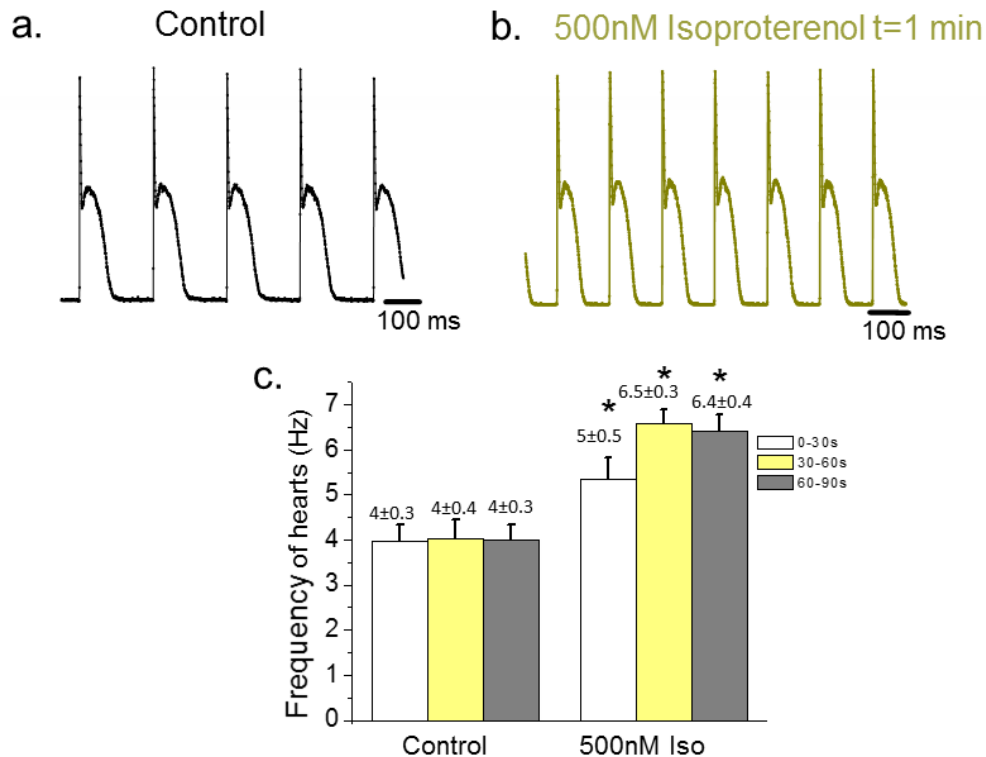 a.
Control
100 ms
b.
500nM Isoproterenol t=1 min
100 ms
c.
Frequency of hearts (Hz)
7
6
5
4
3
2
1
0
4±0.3
4±0.4
4±0.3
5±0.5
*
6.5±0.3
*
6.4±0.4
*
Control
500nM Iso
0-30s
30-60s
60-90s